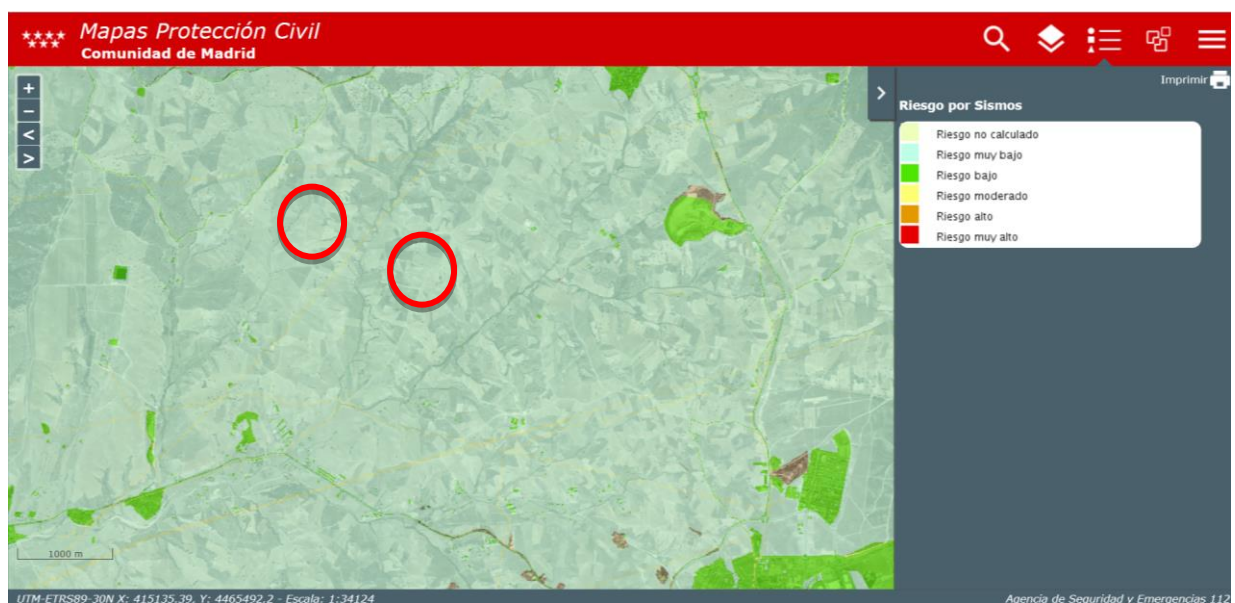 Mapas Protección Civil
Comunidad de Madrid
Imprimir
+
−
<
>
>
Riesgo por Sismos
Riesgo no calculado
Riesgo muy bajo
Riesgo bajo
Riesgo moderado
Riesgo alto
Riesgo muy alto
1000 m
UTM-ETRS89-30N X: 415135.39, Y: 4465492.2 - Escala: 1:34124
Agencia de Seguridad y Emergencias 112